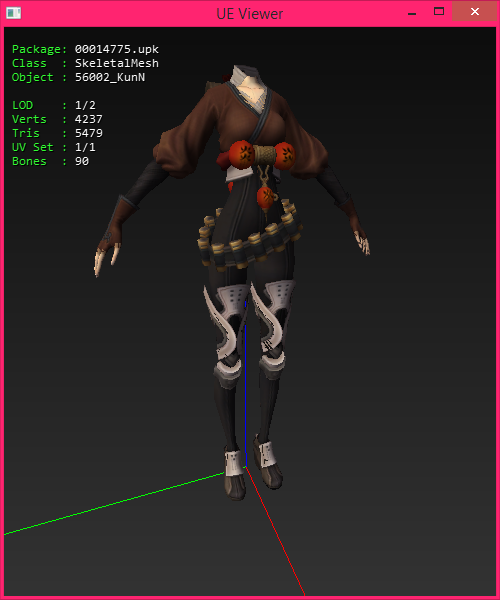 UE Viewer
Package: 00014775.upk
Class  : SkeletalMesh
Object : 56002_KunN
LOD    : 1/2
Verts  : 4237
Tris   : 5479
UV Set : 1/1
Bones  : 90